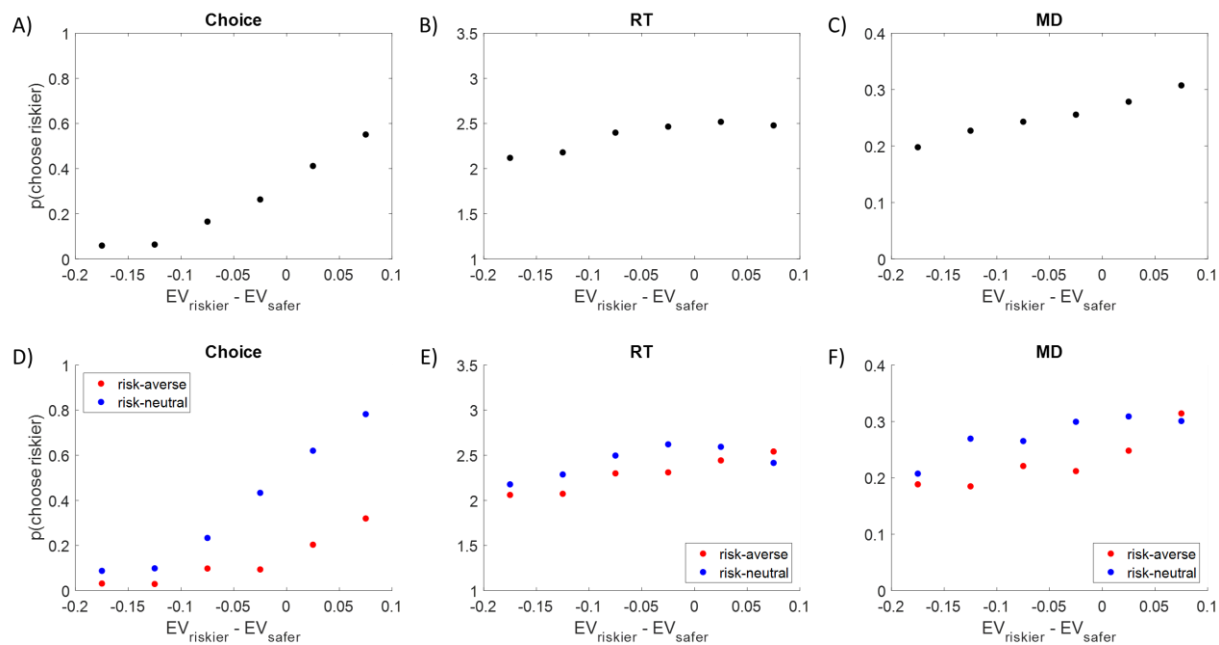 A)
Choice
p(choose riskier)
1
0.8
0.6
0.4
0.2
0
-0.2 -0.15 -0.1 -0.05 0 0.05 0.1
EVriskier - EVsafer
B)
RT
3.5
3
2.5
2
1.5
1
-0.2 -0.15 -0.1 -0.05 0 0.05 0.1
EVriskier - EVsafer
C)
MD
0.4
0.3
0.2
0.1
0
-0.2 -0.15 -0.1 -0.05 0 0.05 0.1
EVriskier - EVsafer
D)
Choice
risk-averse
risk-neutral
p(choose riskier)
1
0.8
0.6
0.4
0.2
0
-0.2 -0.15 -0.1 -0.05 0 0.05 0.1
EVriskier - EVsafer
E)
RT
3.5
3
2.5
2
1.5
1
risk-averse
risk-neutral
-0.2 -0.15 -0.1 -0.05 0 0.05 0.1
EVriskier - EVsafer
F)
MD
0.4
0.3
0.2
0.1
0
risk-averse
risk-neutral
-0.2 -0.15 -0.1 -0.05 0 0.05 0.1
EVriskier - EVsafer